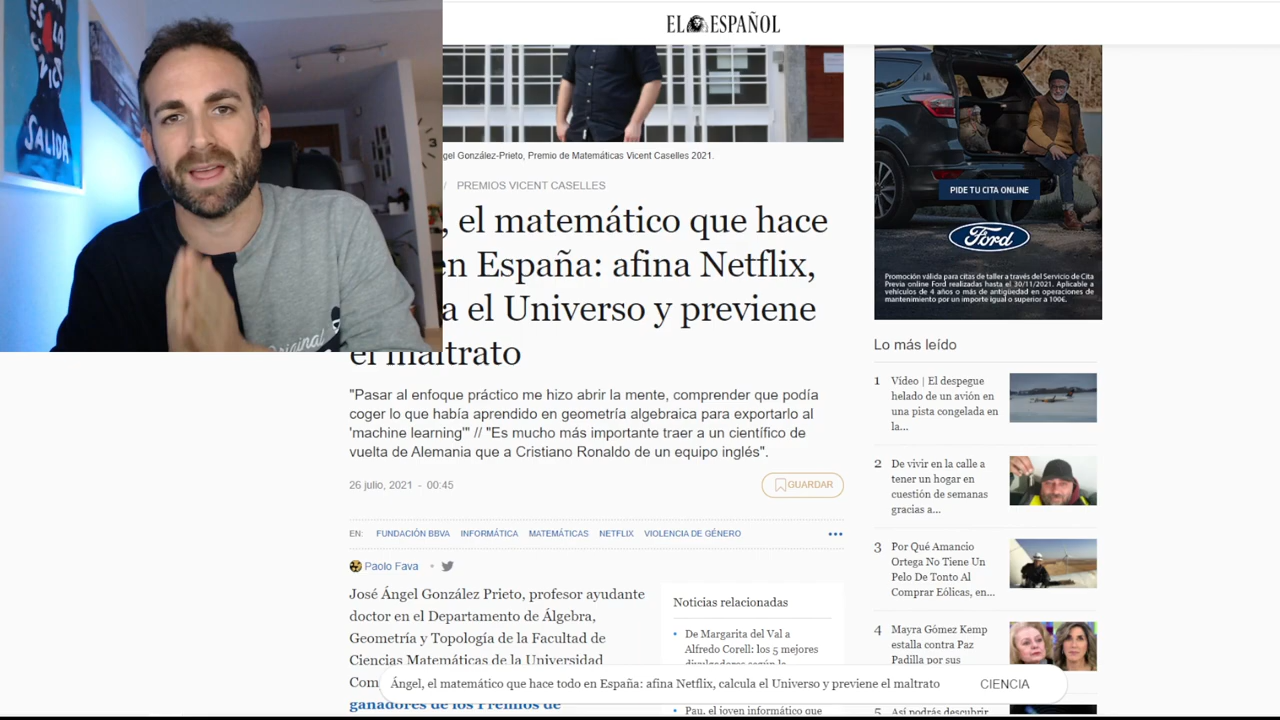 EL ESPAÑOL
SALIDA
Original
gel González-Prieto, Premio de Matemáticas Vicent Caselles 2021.
/ PREMIOS VICENT CASELLES
, el matemático que hace
en España: afina Netflix,
a el Universo y previene
el maltrato
"Pasar al enfoque práctico me hizo abrir la mente, comprender que podía
coger lo que había aprendido en geometría algebraica para exportarlo al
'machine learning'" // "Es mucho más importante traer a un científico de
vuelta de Alemania que a Cristiano Ronaldo de un equipo inglés".
26 julio, 2021 - 00:45
GUARDAR
EN: FUNDACIÓN BBVA INFORMÁTICA MATEMÁTICAS NETFLIX VIOLENCIA DE GÉNERO
Paolo Fava
José Ángel González Prieto, profesor ayudante
doctor en el Departamento de Álgebra,
Geometría y Topología de la Facultad de
Ciencias Matemáticas de la Universidad
Com
ganadores de los Premios de
Noticias relacionadas
De Margarita del Val a
Alfredo Corell: los 5 mejores
divulgadores según la
Pau, el joven informático que
Ángel, el matemático que hace todo en España: afina Netflix, calcula el Universo y previene el maltrato
CIENCIA
PIDE TU CITA ONLINE
Ford
Promoción válida para citas de taller a través del Servicio de Cita
Previa online Ford realizadas hasta el 30/11/2021. Aplicable a
vehículos de 4 años o más de antigüedad en operaciones de
mantenimiento por un importe igual o superior a 100€.
Lo más leído
1 Vídeo | El despegue
helado de un avión en
una pista congelada en
la...
2 De vivir en la calle a
tener un hogar en
cuestión de semanas
gracias a...
3 Por Qué Amancio
Ortega No Tiene Un
Pelo De Tonto Al
Comprar Eólicas, en...
4 Mayra Gómez Kemp
estalla contra Paz
Padilla por sus
5 Así podrás descubrir